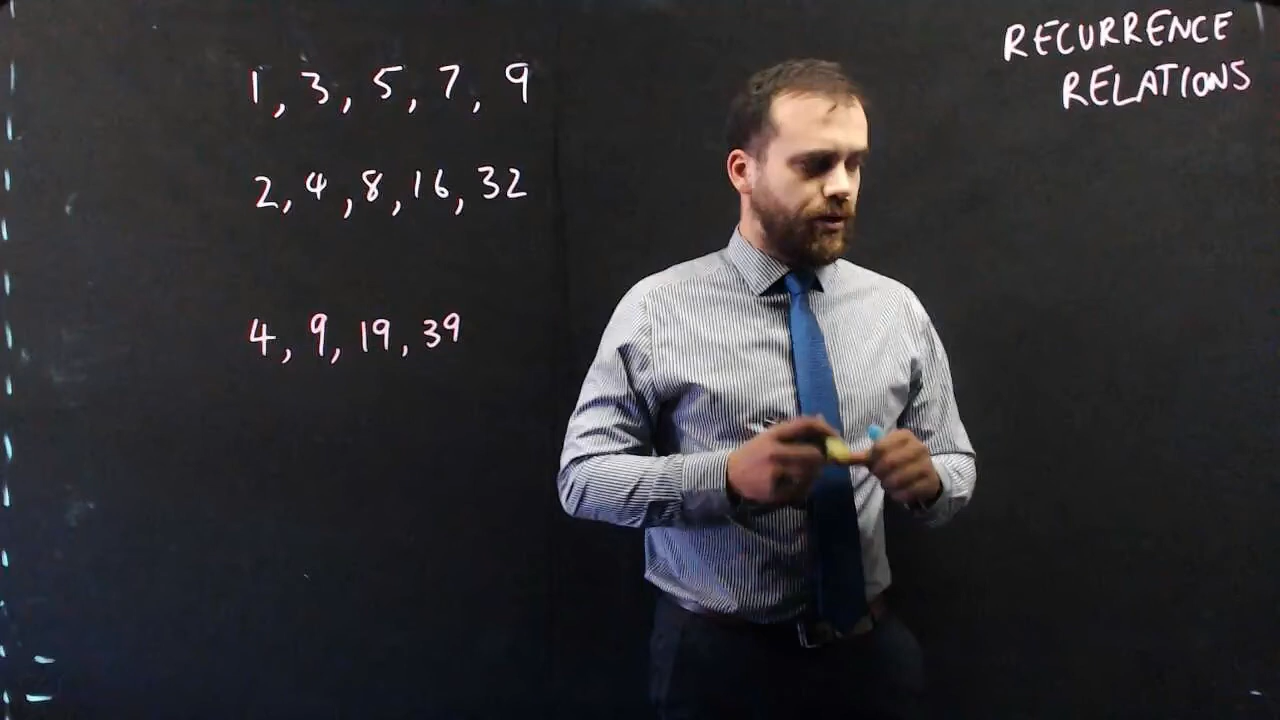 RECURRENCE
RELATIONS
1, 3, 5, 7, 9
2, 4, 8, 16, 32
4, 9, 19, 39